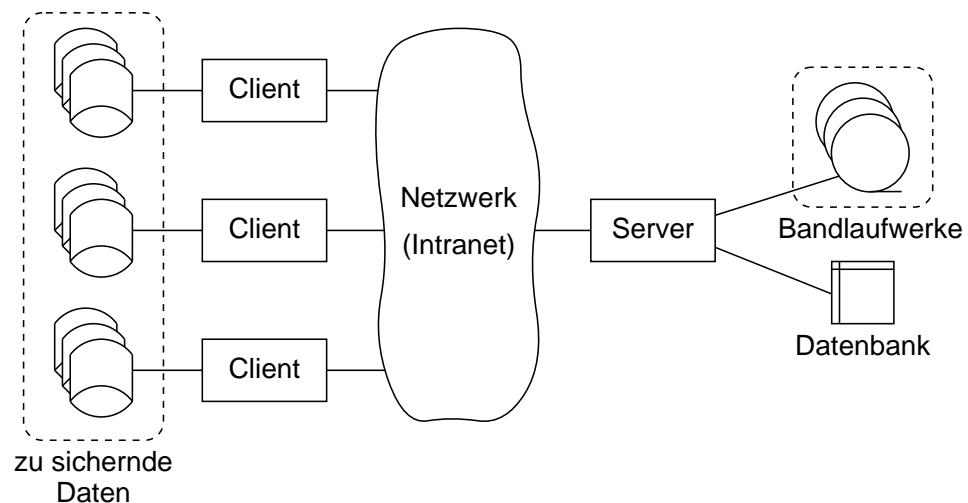 Client
Client
Client
Netzwerk
(Intranet)
Server
Bandlaufwerke
Datenbank
zu sichernde
Daten